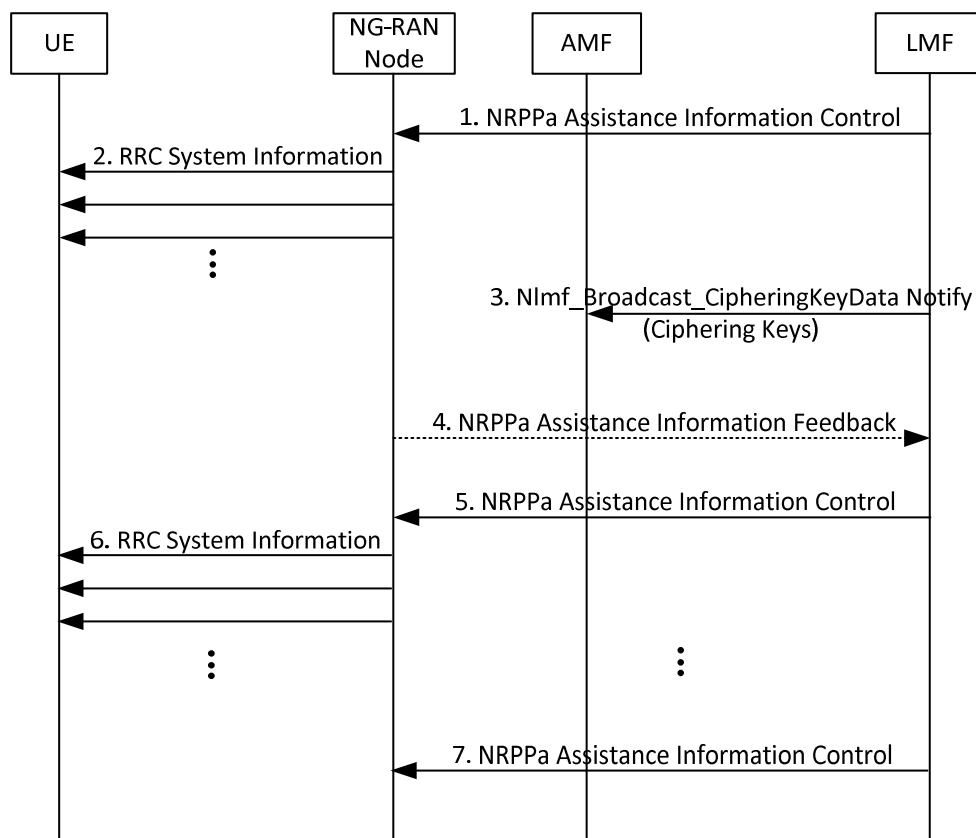 UE
NG-RAN
Node
AMF
LMF
1. NRPPa Assistance Information Control
2. RRC System Information
3. Nlmf_Broadcast_CipheringKeyData Notify
(Ciphering Keys)
4. NRPPa Assistance Information Feedback
5. NRPPa Assistance Information Control
6. RRC System Information
7. NRPPa Assistance Information Control